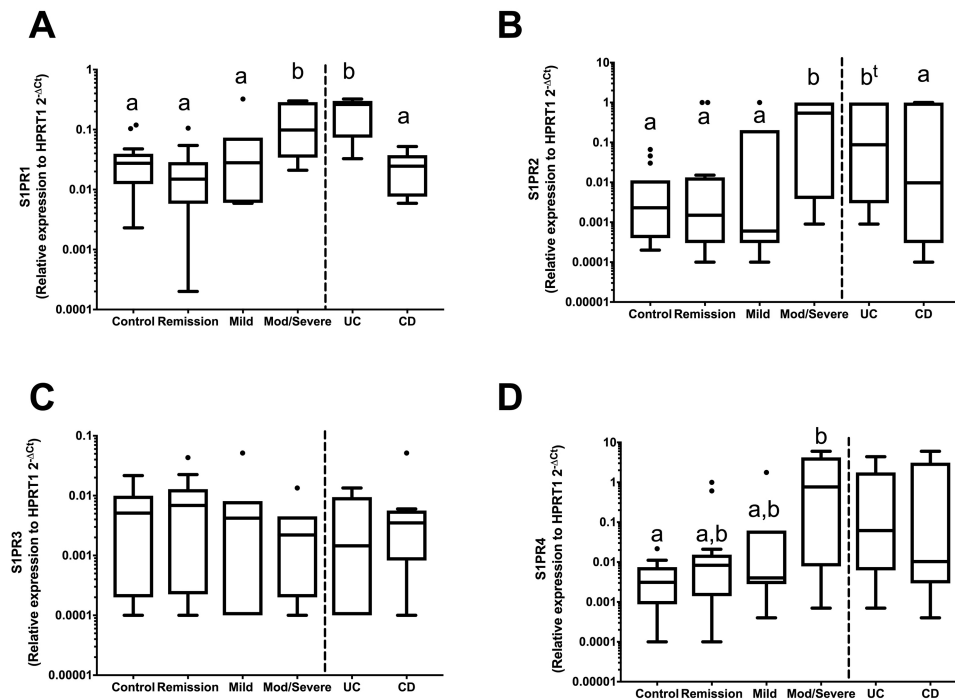 A
S1PR1
(Relative expression to HPRT1 2-ΔCt)
1
0.1
0.01
0.001
0.0001
a
a
a
b
b
a
Control Remission Mild Mod/Severe UC CD
B
S1PR2
(Relative expression to HPRT1 2-ΔCt)
10
1
0.1
0.01
0.001
0.0001
0.00001
a
a
a
b
bt
a
Control Remission Mild Mod/Severe UC CD
C
S1PR3
(Relative expression to HPRT1 2-ΔCt)
0.1
0.01
0.001
0.0001
0.00001
Control Remission Mild Mod/Severe UC CD
D
S1PR4
(Relative expression to HPRT1 2-ΔCt)
10
1
0.1
0.01
0.001
0.0001
0.00001
a
a,b
a,b
b
Control Remission Mild Mod/Severe UC CD